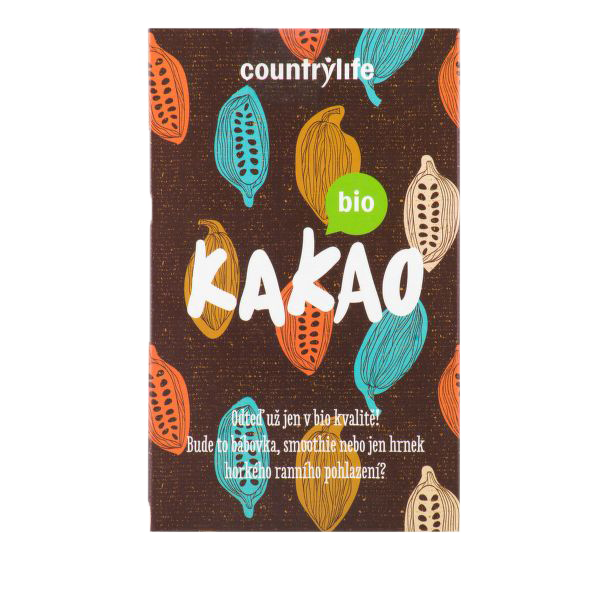 countrylife
bio
KAKAO
Odteď už jen v bio kvalitě!
Bude to bábovka, smoothie nebo jen hrnek
horkého ranního pohlazení?